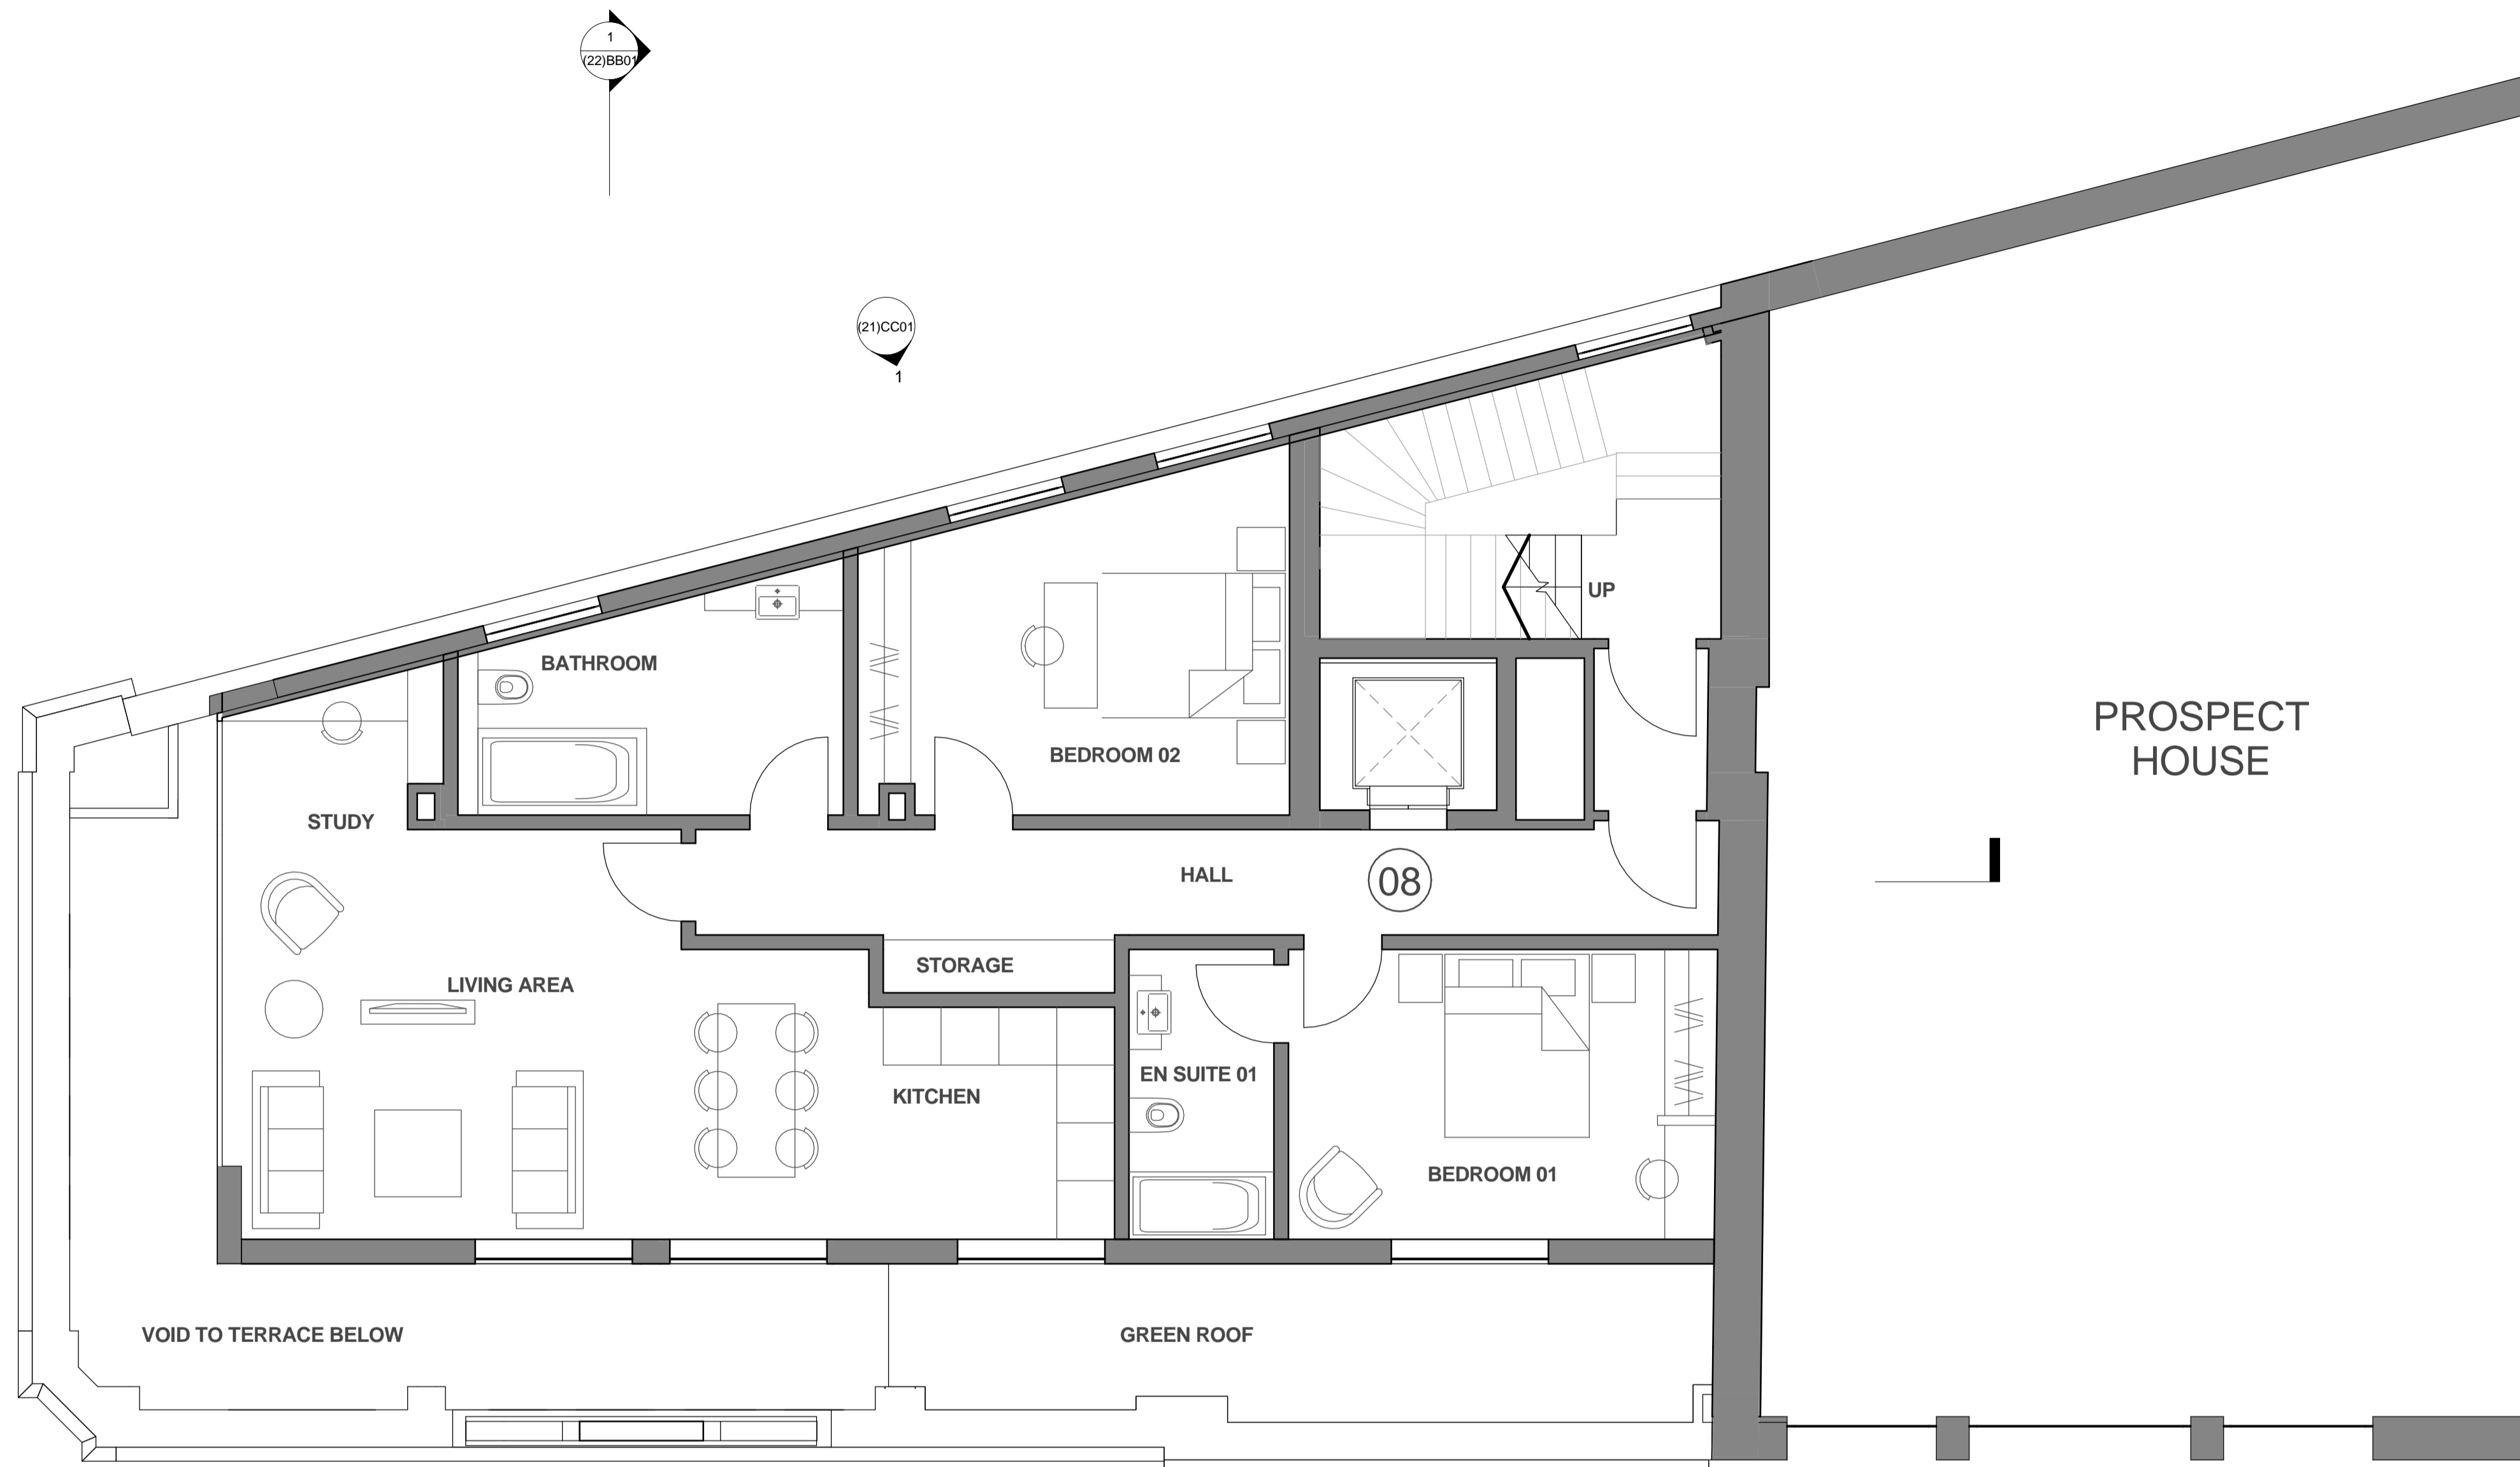 1
(22)BB01
(21)CC01
1
UP
BATHROOM
BEDROOM 02
PROSPECT
HOUSE
STUDY
HALL
08
STORAGE
LIVING AREA
EN SUITE 01
KITCHEN
BEDROOM 01
VOID TO TERRACE BELOW
GREEN ROOF